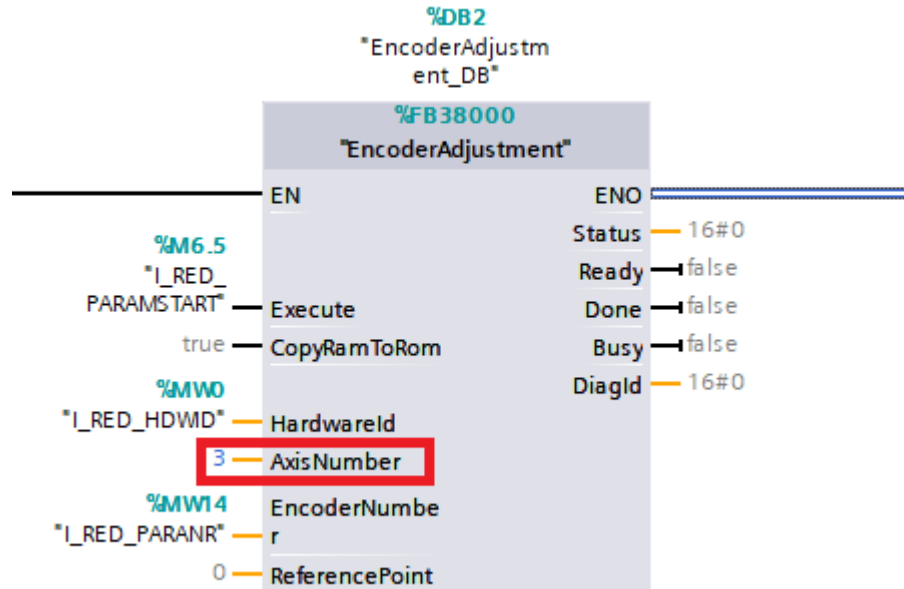 %DB2
"EncoderAdjustm
ent_DB"
%FB38000
"EncoderAdjustment"
EN ENO
Status 16#0
%M6.5
"I_RED_
PARAMSTART"
Ready false
Execute Done false
true CopyRamToRom Busy false
DiagId 16#0
%MW0
"I_RED_HDWID" HardwareId
3 AxisNumber
%MW14
"I_RED_PARANR"
EncoderNumbe
r
0 ReferencePoint